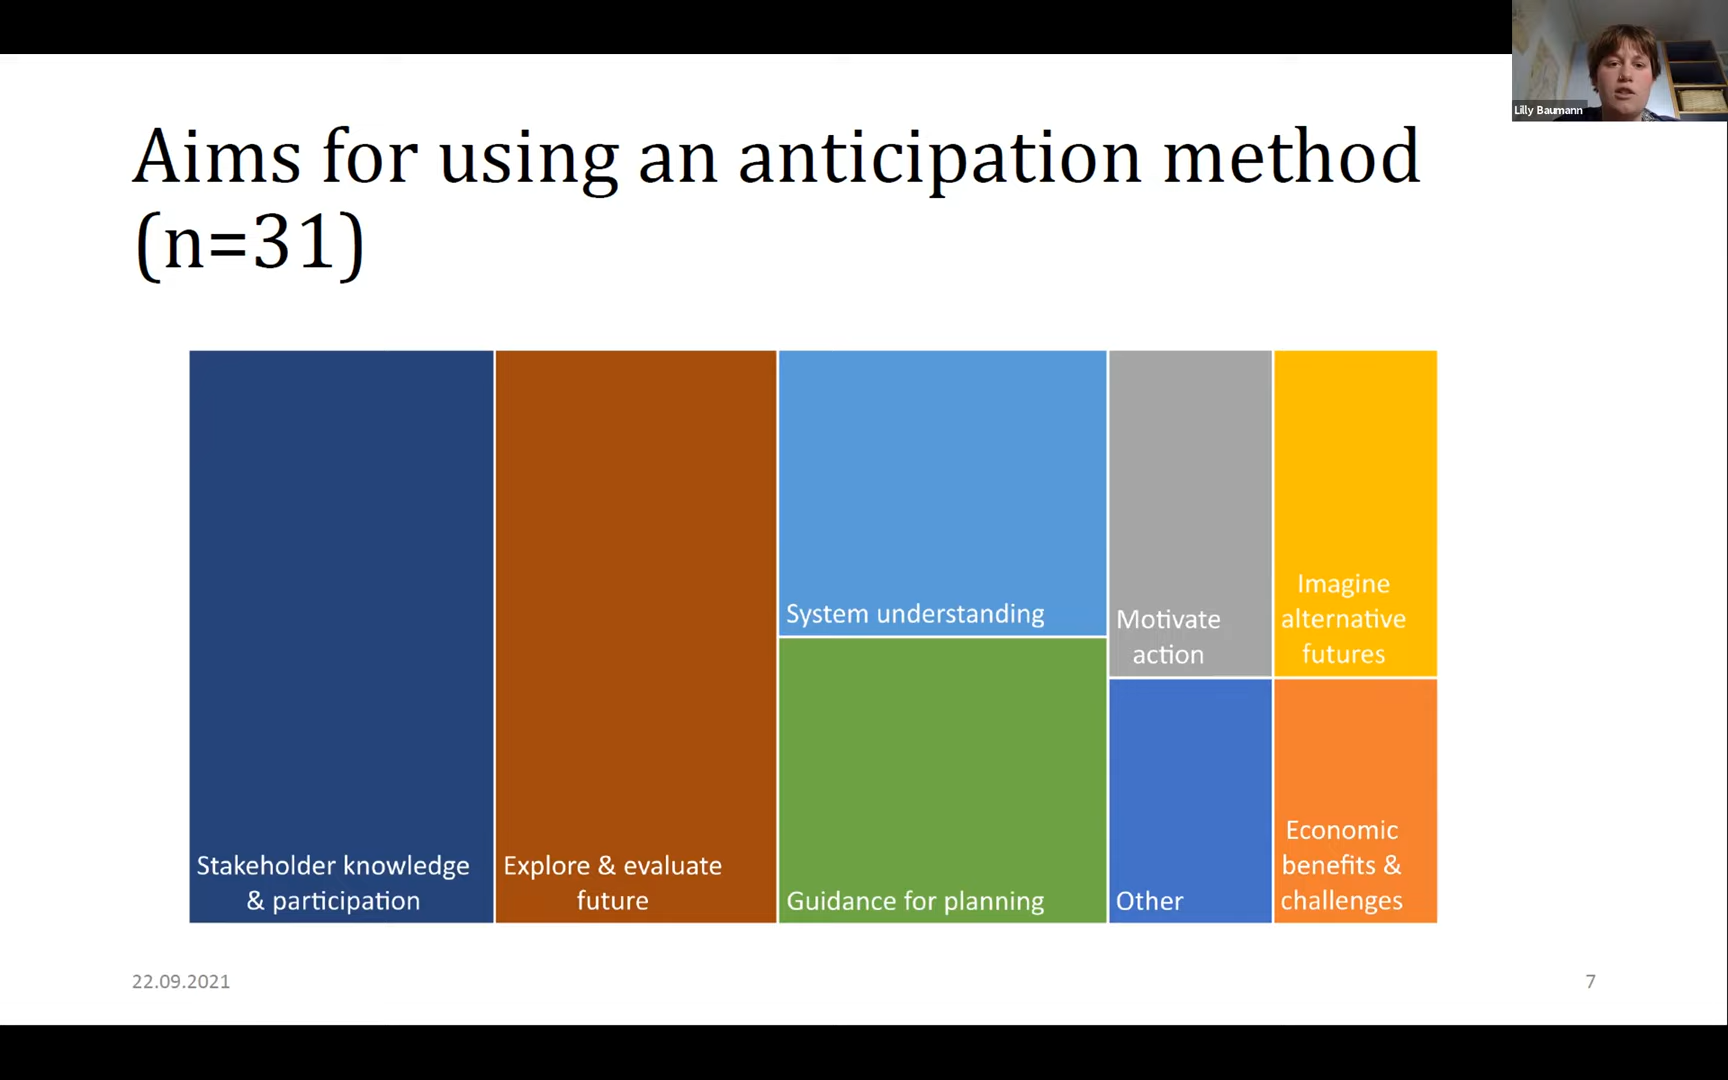 Lilly Baumann
Aims for using an anticipation method
(n=31)
Stakeholder knowledge
& participation
Explore & evaluate
future
System understanding
Guidance for planning
Motivate
action
Imagine
alternative
futures
Other
Economic
benefits &
challenges
22.09.2021
7